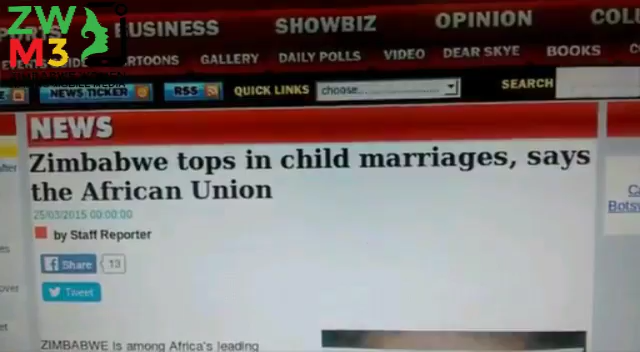 ZW
M3
BUSINESS
SHOWBIZ
OPINION
GALLERY
DAILY POLLS
VIDEO
DEAR SKYE
BOOKS
NEWS TICKER
RSS
QUICK LINKS
choose...
SEARCH
NEWS
Zimbabwe tops in child marriages, says
the African Union
25/03/2015 00:00:00
by Staff Reporter
Share
13
Tweet
ZIMBABWE is among Africa's leading